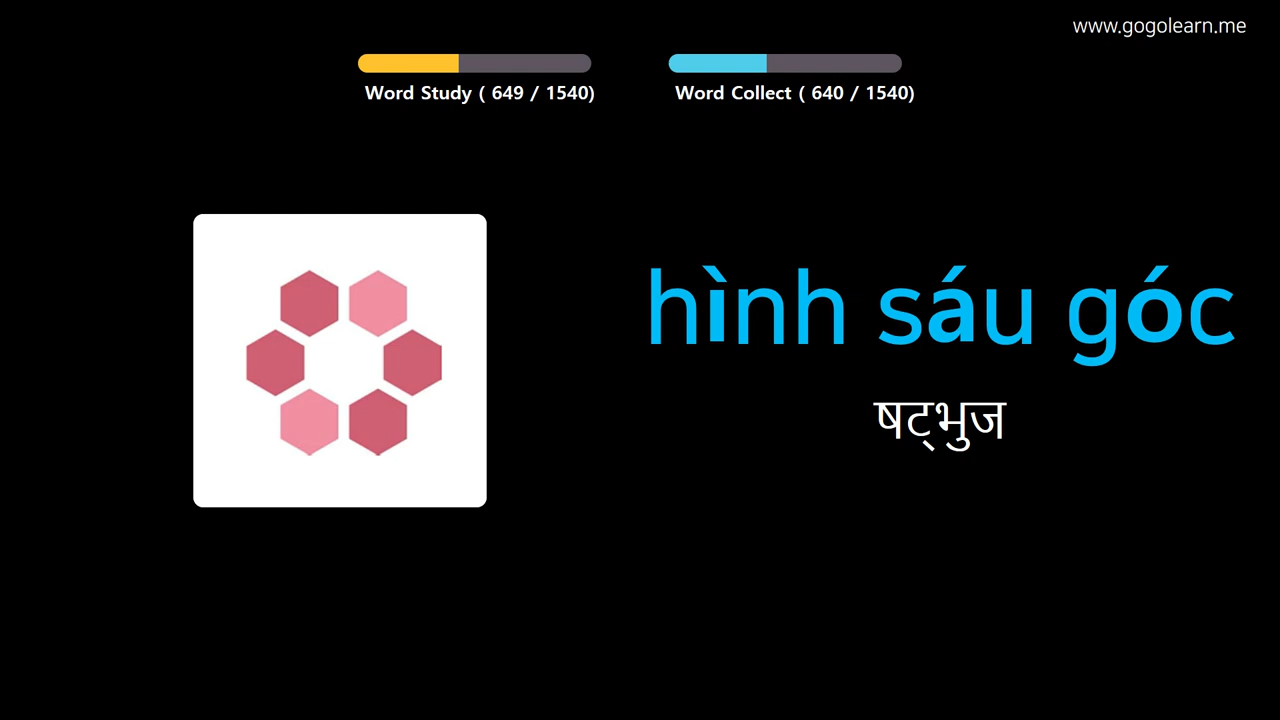 www.gogolearn.me
Word Study ( 649 / 1540)
Word Collect ( 640 / 1540)
hình sáu góc
षट्भुज